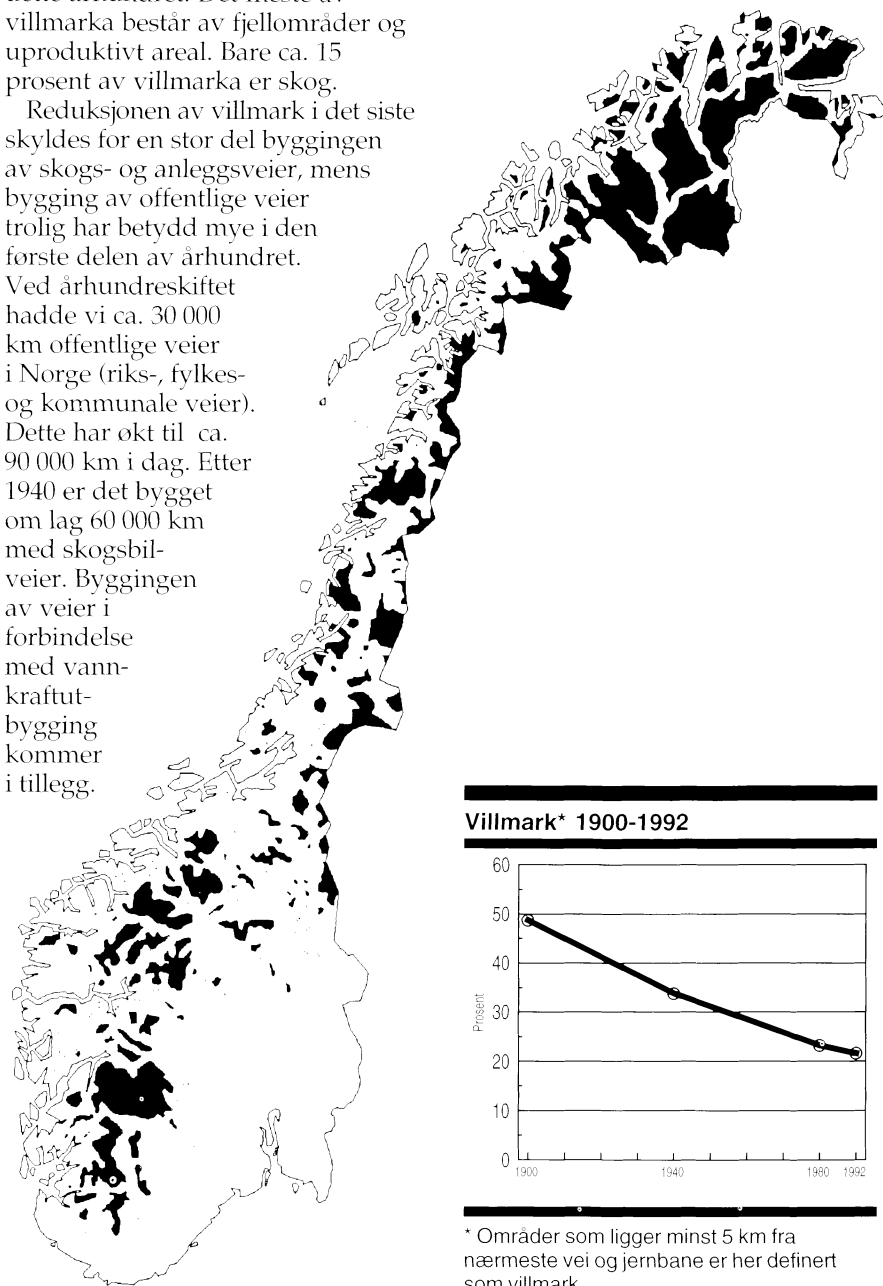 villmarka består av fjellområder og
uproduktivt areal. Bare ca. 15
prosent av villmarka er skog.
Reduksjonen av villmark i det siste
skyldes for en stor del byggingen
av skogs- og anleggsveier, mens
bygging av offentlige veier
trolig har betydd mye i den
første delen av århundret.
Ved århundreskiftet
hadde vi ca. 30 000
km offentlige veier
i Norge (riks-, fylkes-
og kommunale veier).
Dette har økt til ca.
90 000 km i dag. Etter
1940 er det bygget
om lag 60 000 km
med skogsbil-
veier. Byggingen
av veier i
forbindelse
med vann-
kraftut-
bygging
kommer
i tillegg.
Villmark* 1900-1992
Prosent
60
50
40
30
20
10
0
1900 1940 1980 1992
* Områder som ligger minst 5 km fra
nærmeste vei og jernbane er her definert
som villmark